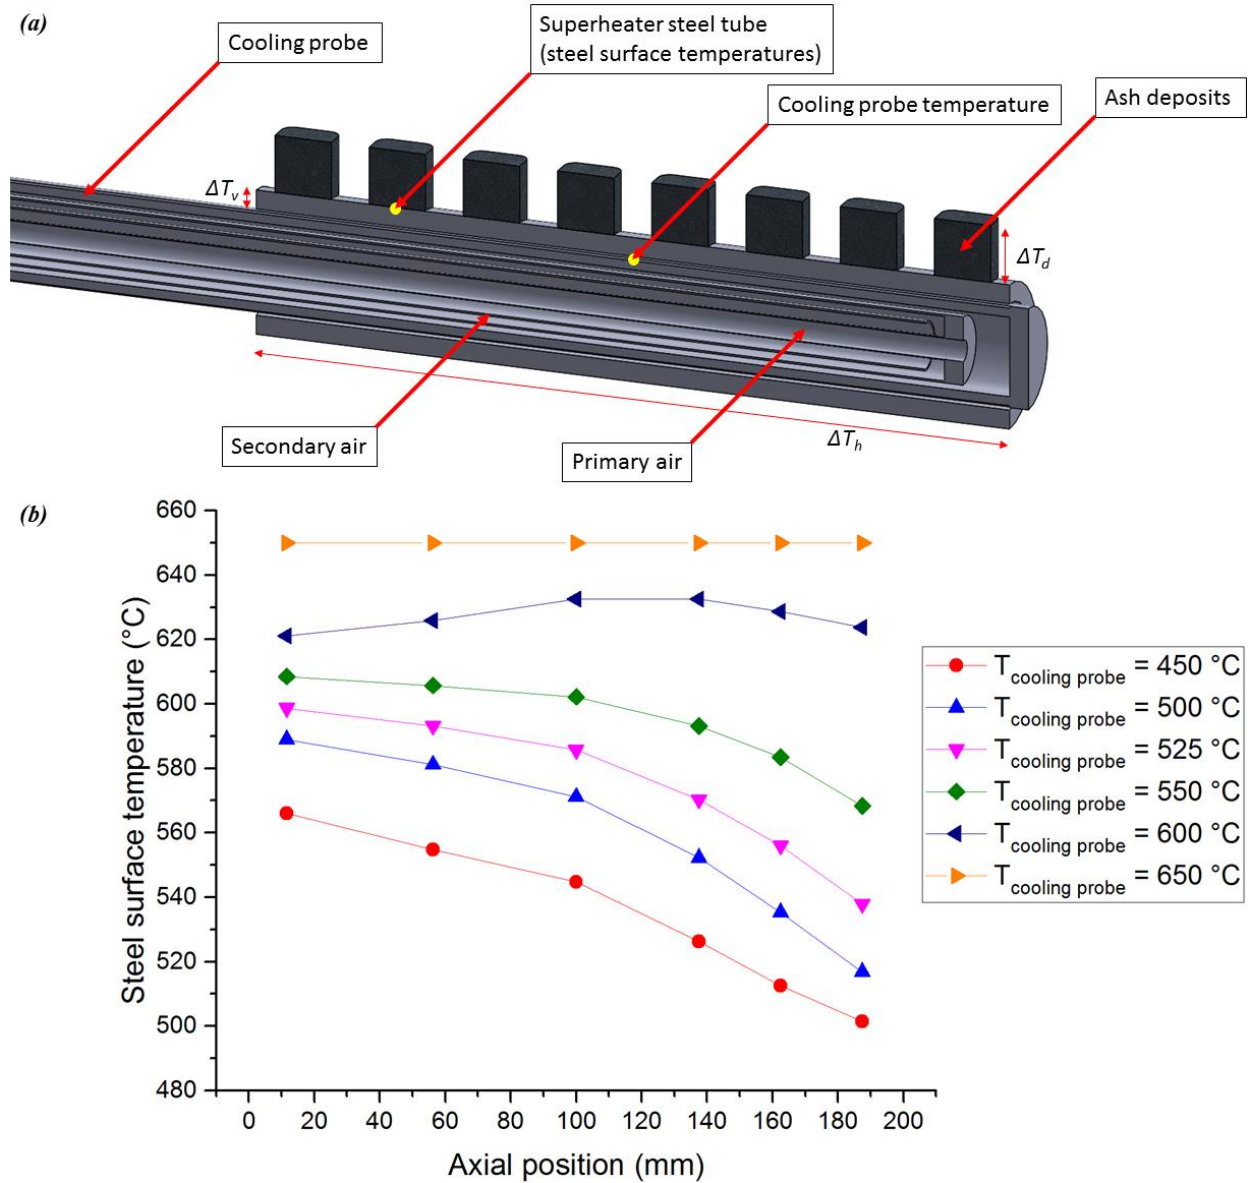 (a)
Cooling probe
Superheater steel tube
(steel surface temperatures)
Cooling probe temperature
Ash deposits
ΔTv
ΔTd
ΔTh
Secondary air
Primary air
(b)
Steel surface temperature (°C)
660
640
620
600
580
560
540
520
500
480
0 20 40 60 80 100 120 140 160 180 200
Axial position (mm)
Tcooling probe = 450 °C
Tcooling probe = 500 °C
Tcooling probe = 525 °C
Tcooling probe = 550 °C
Tcooling probe = 600 °C
Tcooling probe = 650 °C